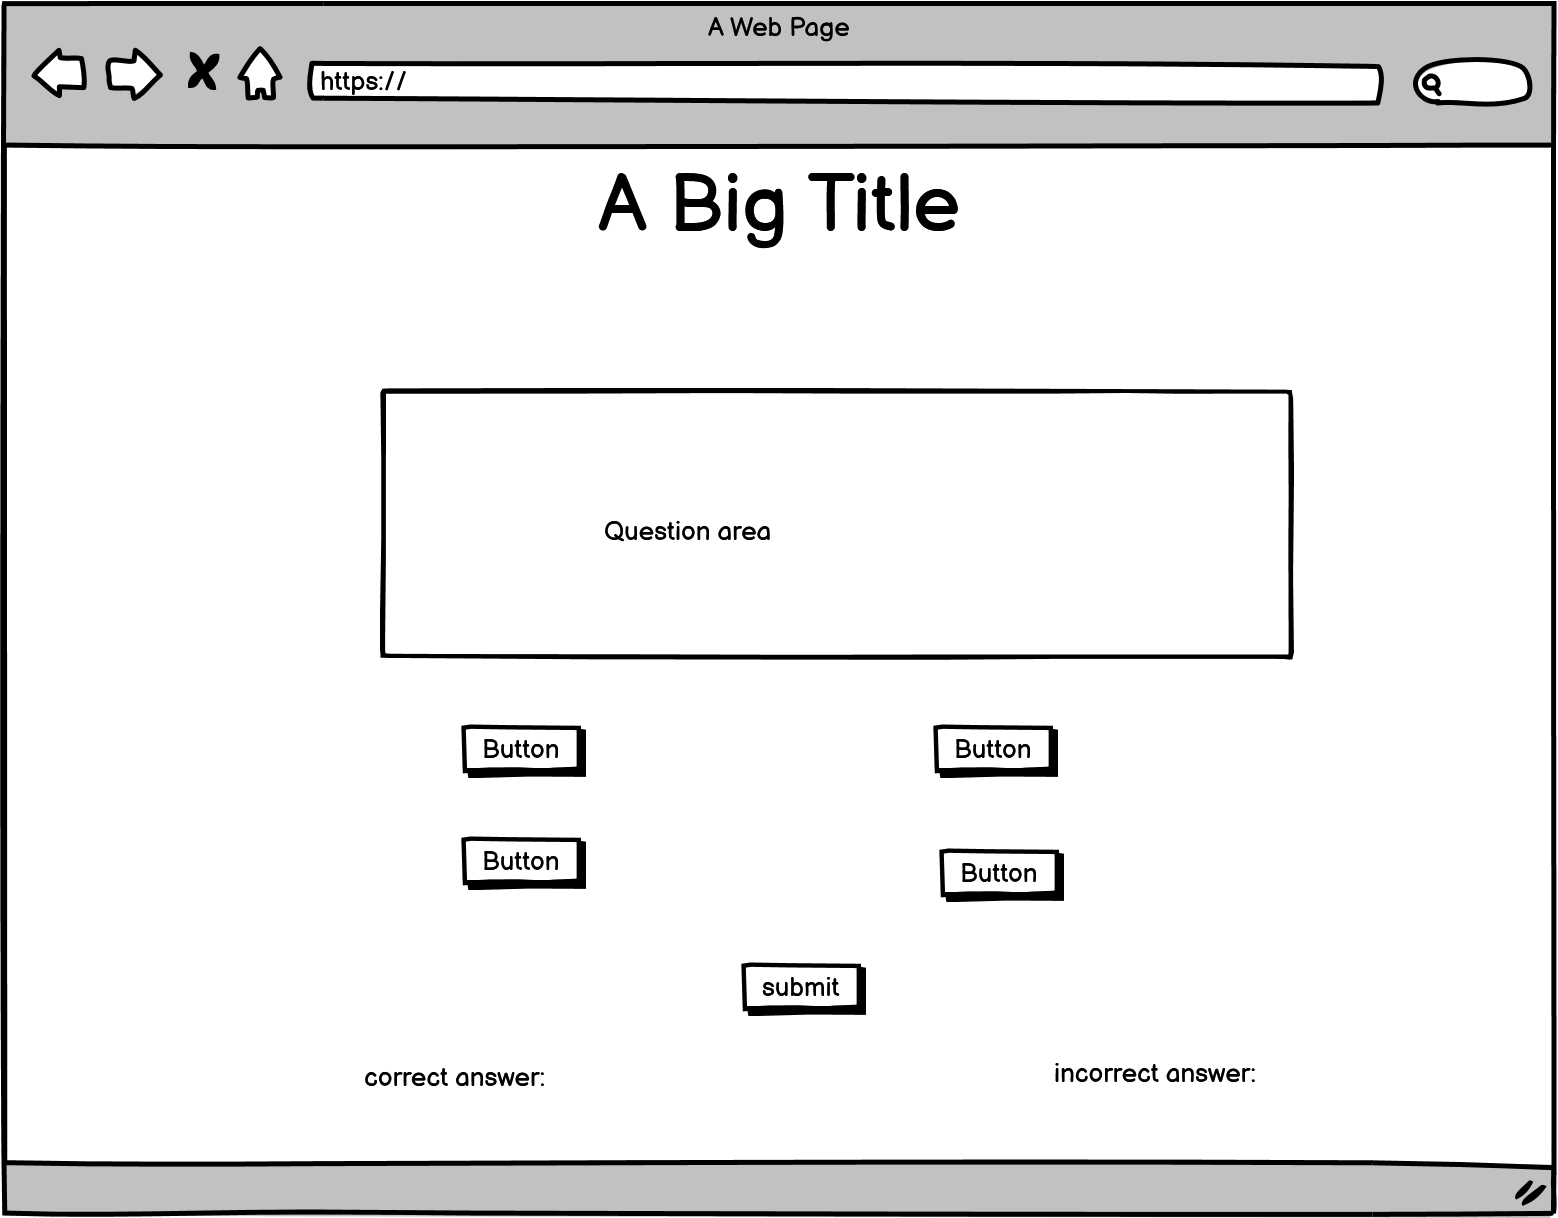 A Web Page
https://
A Big Title
Question area
Button
Button
Button
Button
submit
correct answer:
incorrect answer: